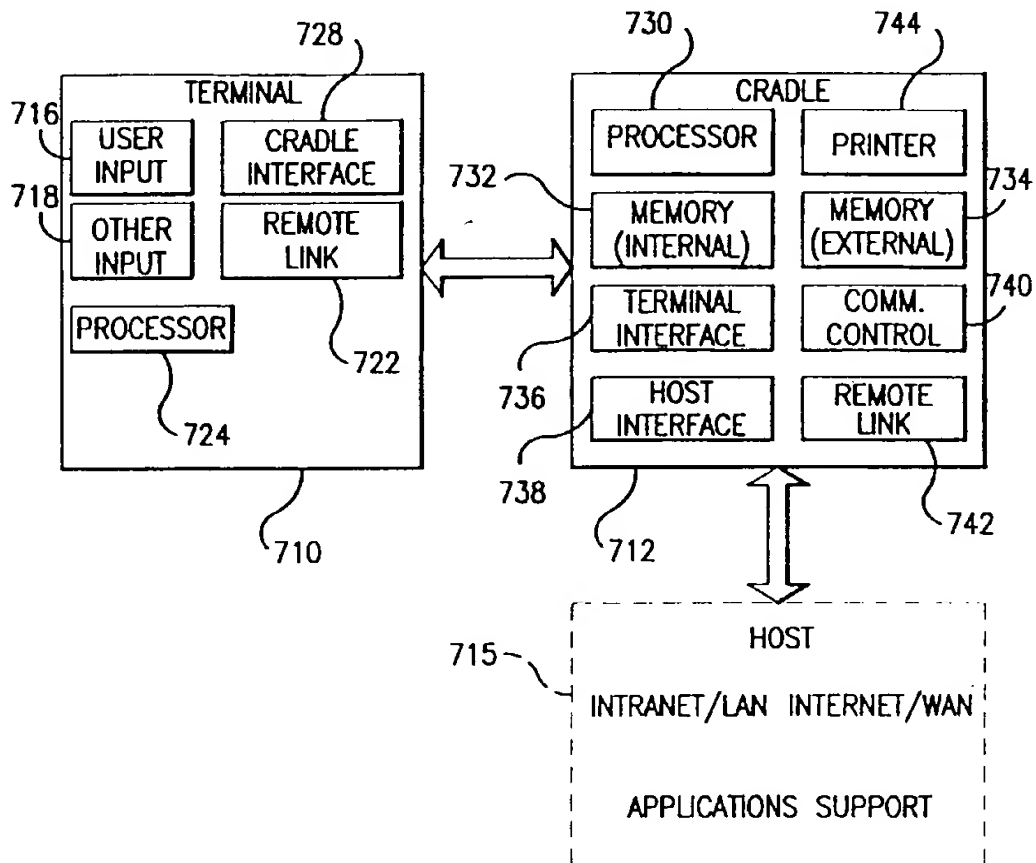 728
730
744
TERMINAL
CRADLE
716
USER
INPUT
CRADLE
INTERFACE
PROCESSOR
PRINTER
718
OTHER
INPUT
REMOTE
LINK
732
MEMORY
(INTERNAL)
MEMORY
(EXTERNAL)
734
PROCESSOR
TERMINAL
INTERFACE
COMM.
CONTROL
740
722
736
724
HOST
INTERFACE
REMOTE
LINK
738
742
710
712
HOST
715
INTRANET/LAN INTERNET/WAN
APPLICATIONS SUPPORT